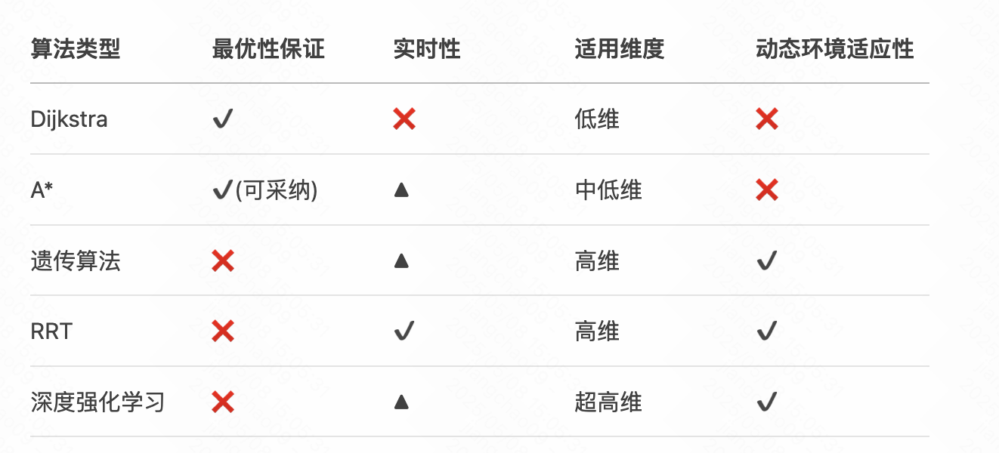 算法类型 最优性保证 实时性 适用维度 动态环境适应性
Dijkstra ✔ ❌ 低维 ❌
A* ✔(可采纳) ▲ 中低维 ❌
遗传算法 ❌ ▲ 高维 ✔
RRT ❌ ✔ 高维 ✔
深度强化学习 ❌ ▲ 超高维 ✔